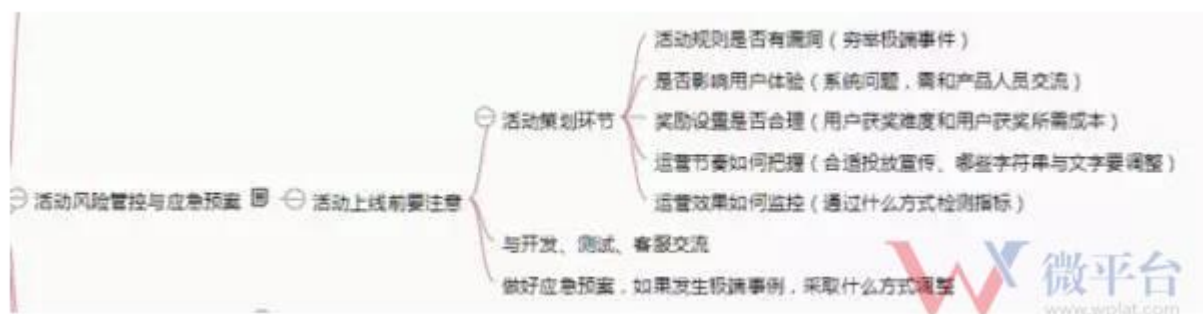 活动规则是否有漏洞（穷举极端事件）
是否影响用户体验（系统问题，需和产品人员交流）
活动策划环节
奖励设置是否合理（用户获奖难度和用户获奖所需成本）
运营节奏如何把握（合适投放宣传、哪些字符串与文字要调整）
活动风险管控与应急预案
活动上线前要注意
运营效果如何监控（通过什么方式检测指标）
与开发、测试、客服交流
做好应急预案，如果发生极端事例，采取什么方式调整
微平台
www.wplat.com